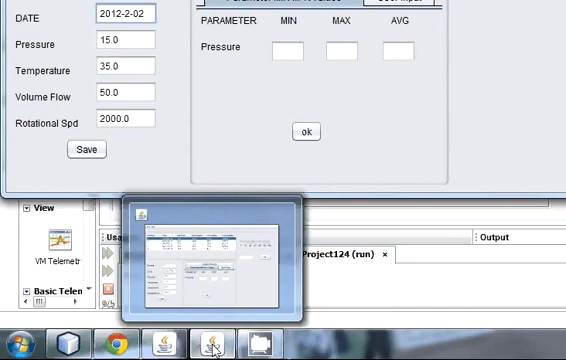 DATE
2012-2-02
Pressure
15.0
Temperature
35.0
Volume Flow
50.0
Rotational Spd
2000.0
Save
PARAMETER MIN MAX AVG
Pressure
ok
View
VM Telemetr
Basic Telen
: Usa
: Output
Project124 (run) ×